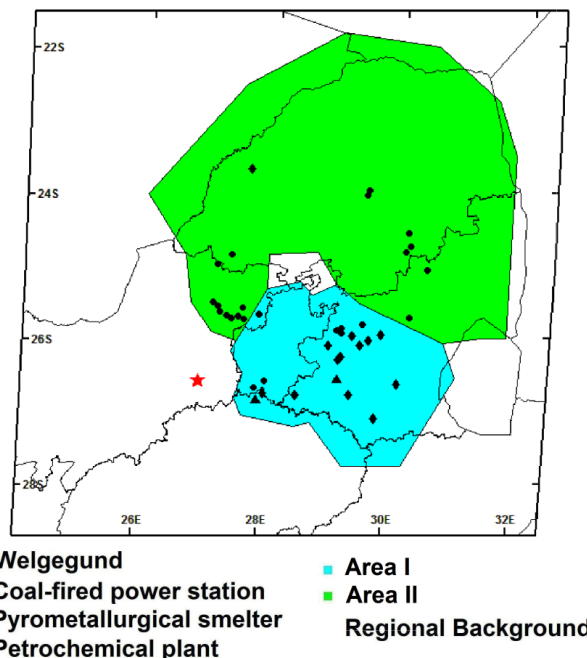 22S
24S
26S
28S
26E 28E 30E 32E
Welgegund
Coal-fired power station
Pyrometallurgical smelter
Petrochemical plant
Area I
Area II
Regional Background